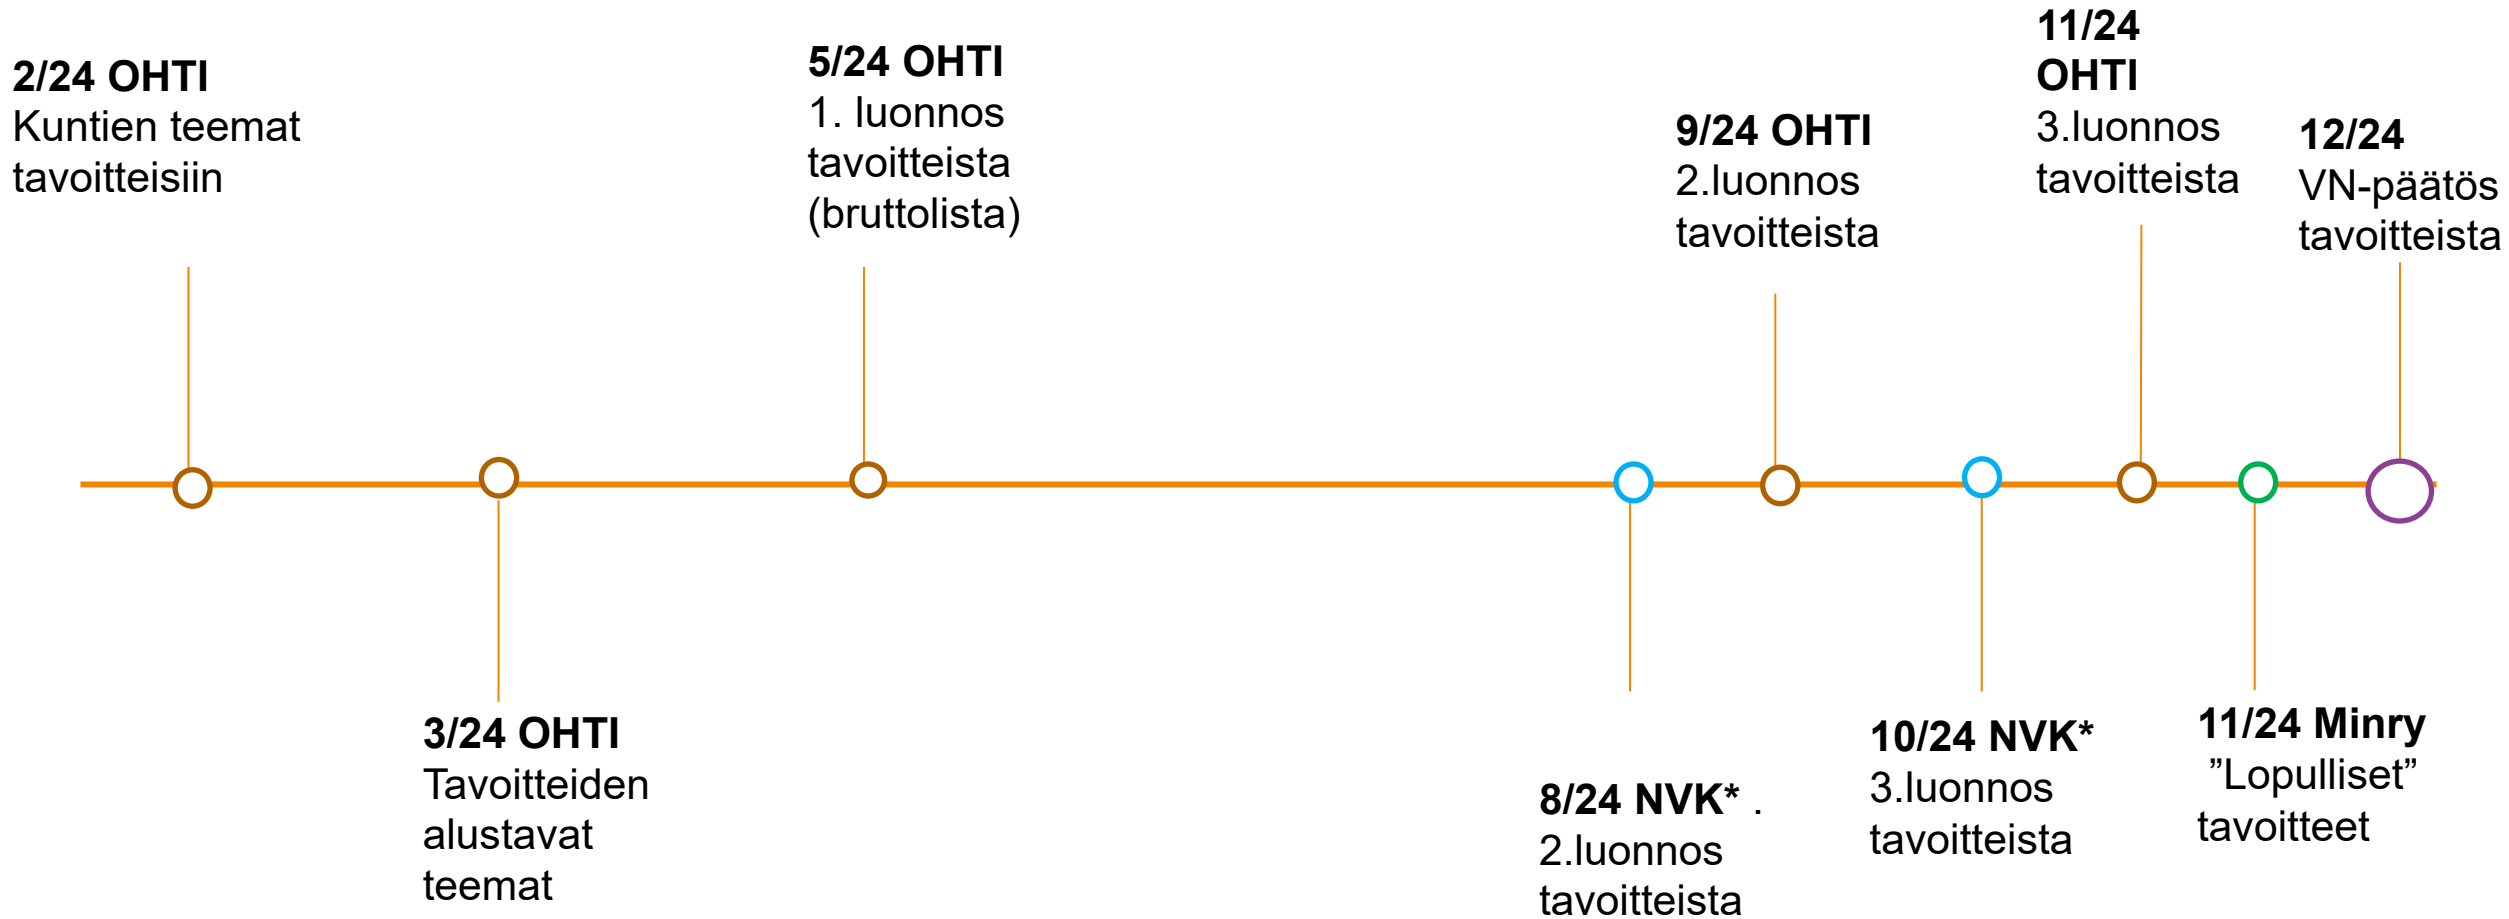 2/24 OHTI
Kuntien teemat
tavoitteisiin
3/24 OHTI
Tavoitteiden
alustavat
teemat
5/24 OHTI
1. luonnos
tavoitteista
(bruttolista)
8/24 NVK* .
2.luonnos
tavoitteista
9/24 OHTI
2.luonnos
tavoitteista
10/24 NVK*
3.luonnos
tavoitteista
11/24
OHTI
3.luonnos
tavoitteista
11/24 Minry
”Lopulliset”
tavoitteet
12/24
VN-päätös
tavoitteista